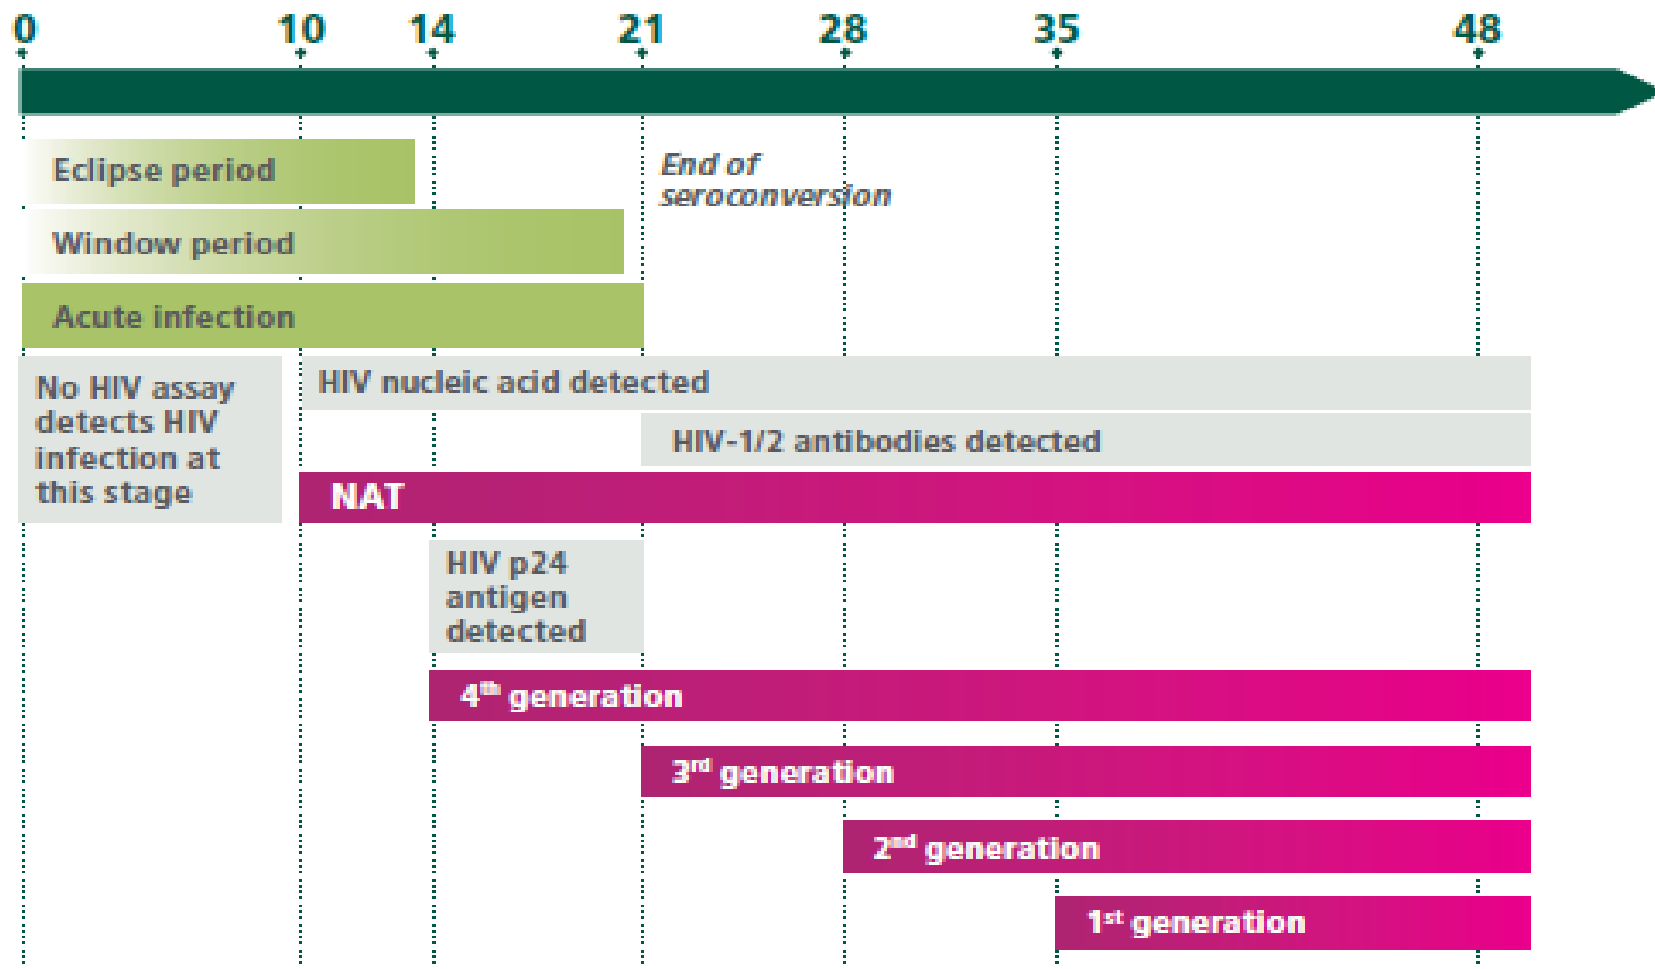 0 10 14 21 28 35 48
Eclipse period
End of
seroconversion
Window period
Acute infection
No HIV assay
detects HIV
infection at
this stage
HIV nucleic acid detected
HIV-1/2 antibodies detected
NAT
HIV p24
antigen
detected
4th generation
3rd generation
2nd generation
1st generation